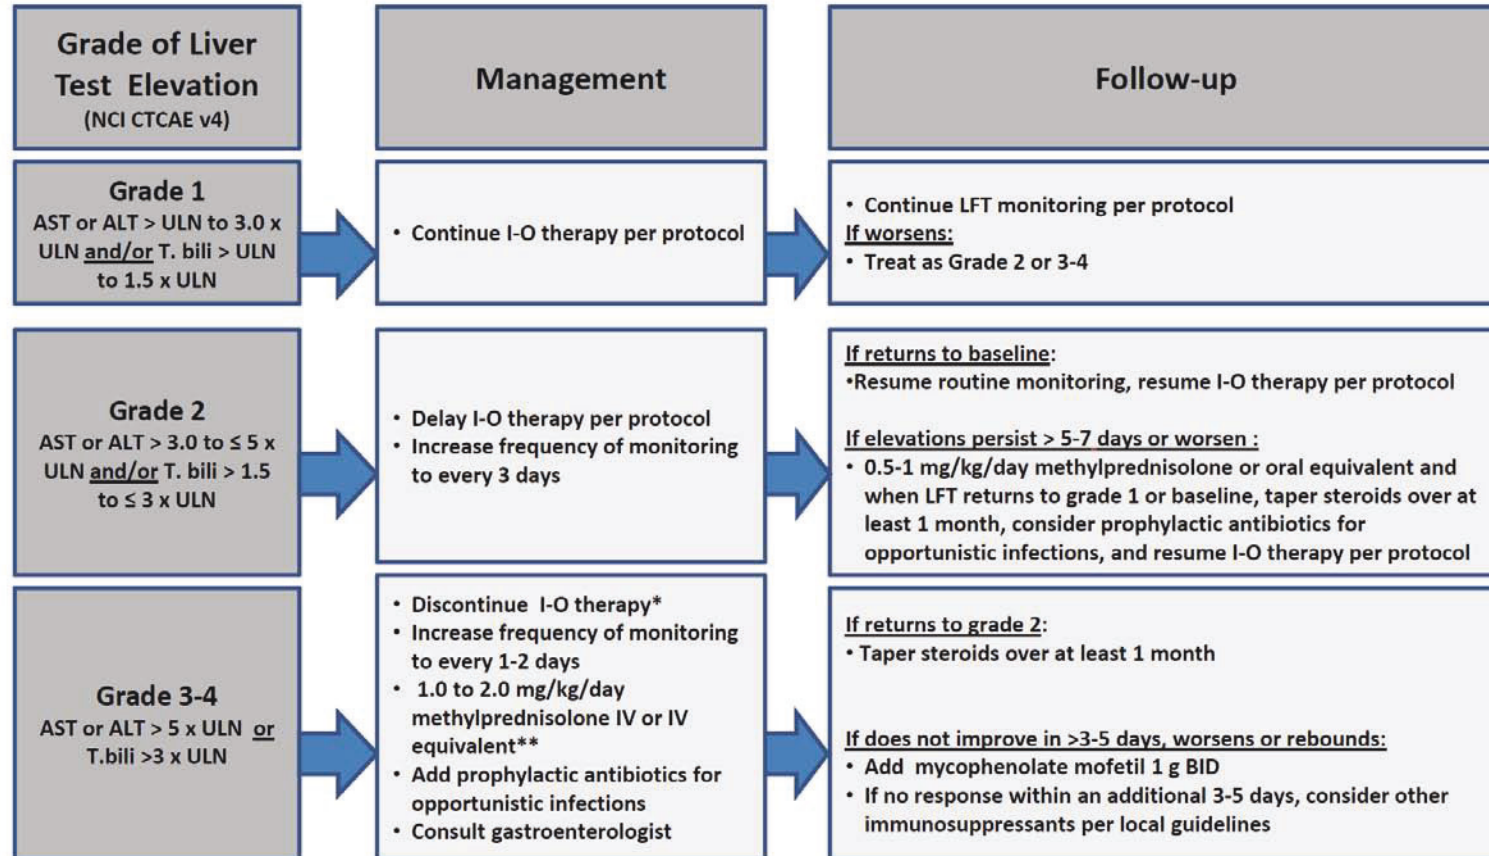 Grade of Liver
Test Elevation
(NCI CTCAE v4)
Management
Follow-up
Grade 1
AST or ALT > ULN to 3.0 x
ULN and/or T. bili > ULN
to 1.5 x ULN
• Continue I-O therapy per protocol
• Continue LFT monitoring per protocol
If worsens:
• Treat as Grade 2 or 3-4
Grade 2
AST or ALT > 3.0 to ≤ 5 x
ULN and/or T. bili > 1.5
to ≤ 3 x ULN
• Delay I-O therapy per protocol
• Increase frequency of monitoring
to every 3 days
If returns to baseline:
•Resume routine monitoring, resume I-O therapy per protocol
If elevations persist > 5-7 days or worsen :
• 0.5-1 mg/kg/day methylprednisolone or oral equivalent and
when LFT returns to grade 1 or baseline, taper steroids over at
least 1 month, consider prophylactic antibiotics for
opportunistic infections, and resume I-O therapy per protocol
Grade 3-4
AST or ALT > 5 x ULN or
T.bili >3 x ULN
• Discontinue I-O therapy*
• Increase frequency of monitoring
to every 1-2 days
• 1.0 to 2.0 mg/kg/day
methylprednisolone IV or IV
equivalent**
• Add prophylactic antibiotics for
opportunistic infections
• Consult gastroenterologist
If returns to grade 2:
• Taper steroids over at least 1 month
If does not improve in >3-5 days, worsens or rebounds:
• Add mycophenolate mofetil 1 g BID
• If no response within an additional 3-5 days, consider other
immunosuppressants per local guidelines